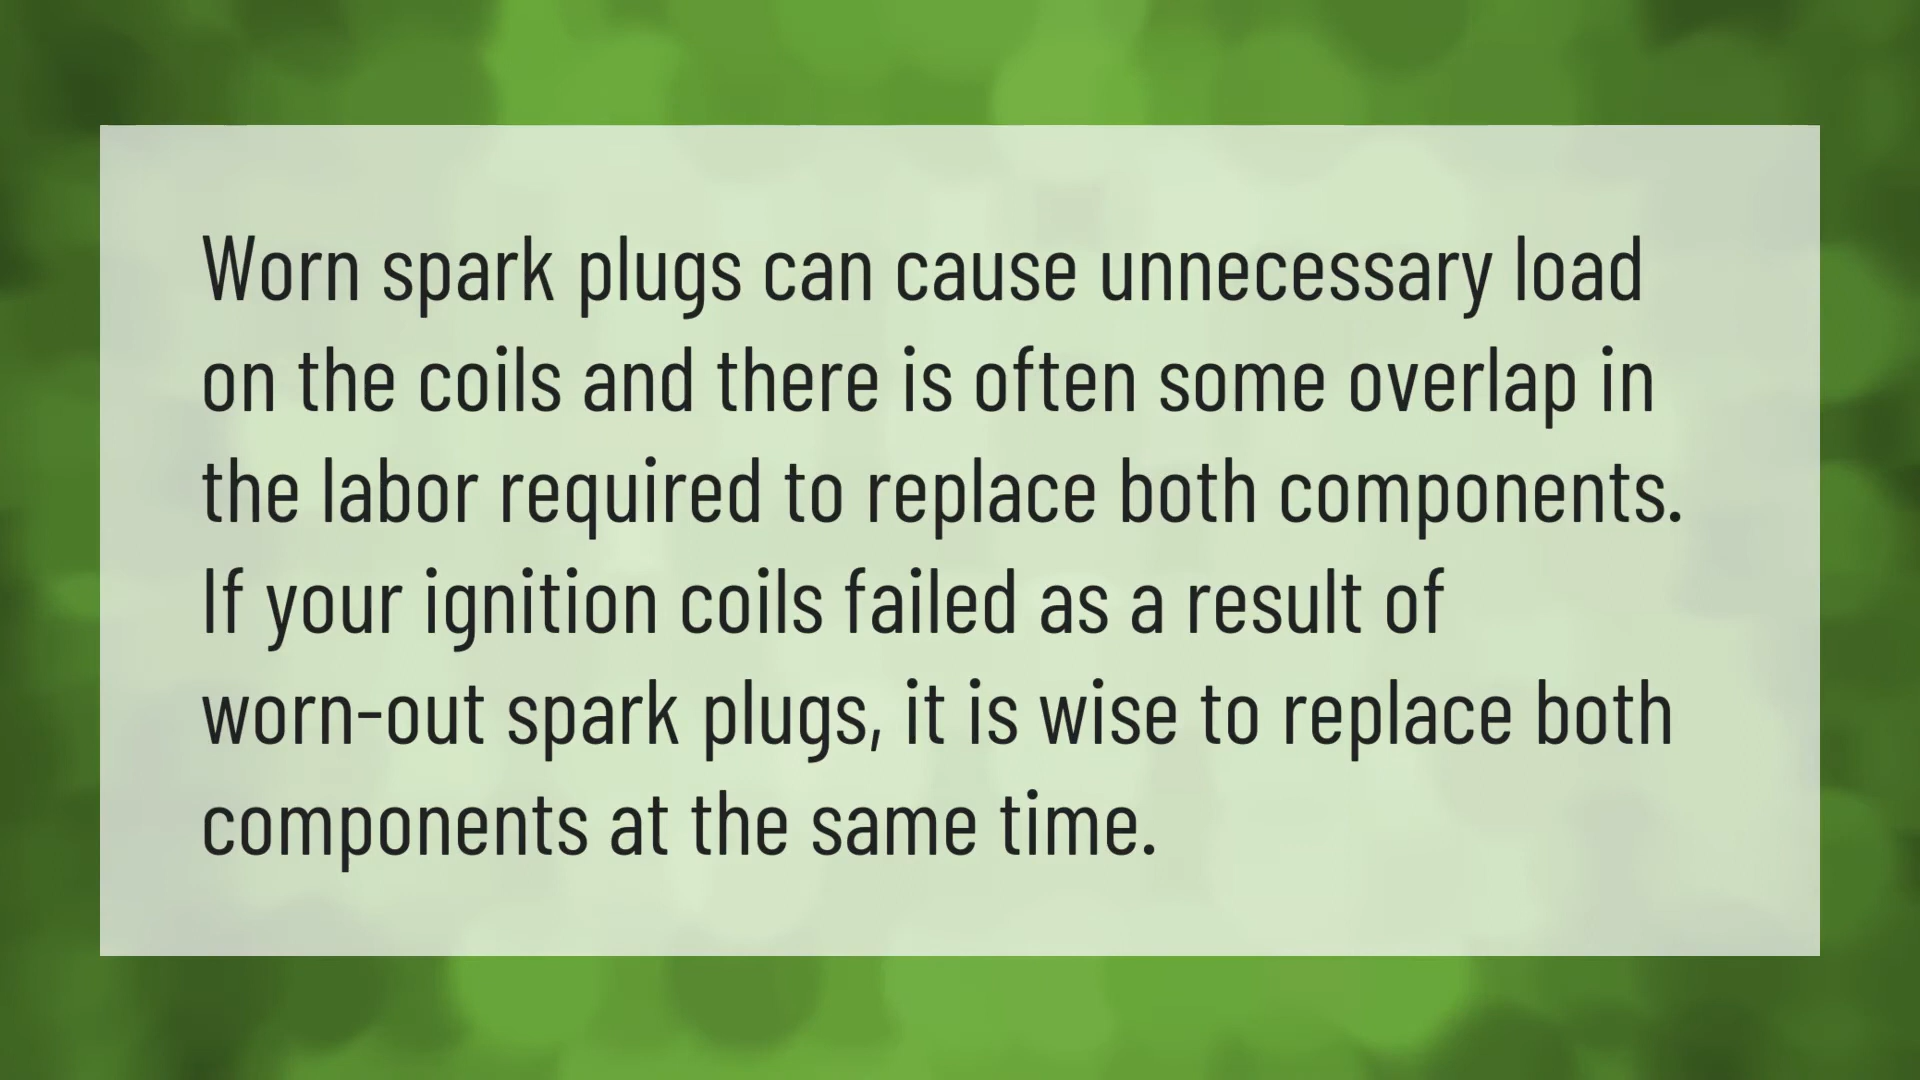 Worn spark plugs can cause unnecessary load
on the coils and there is often some overlap in
the labor required to replace both components.
If your ignition coils failed as a result of
worn-out spark plugs, it is wise to replace both
components at the same time.